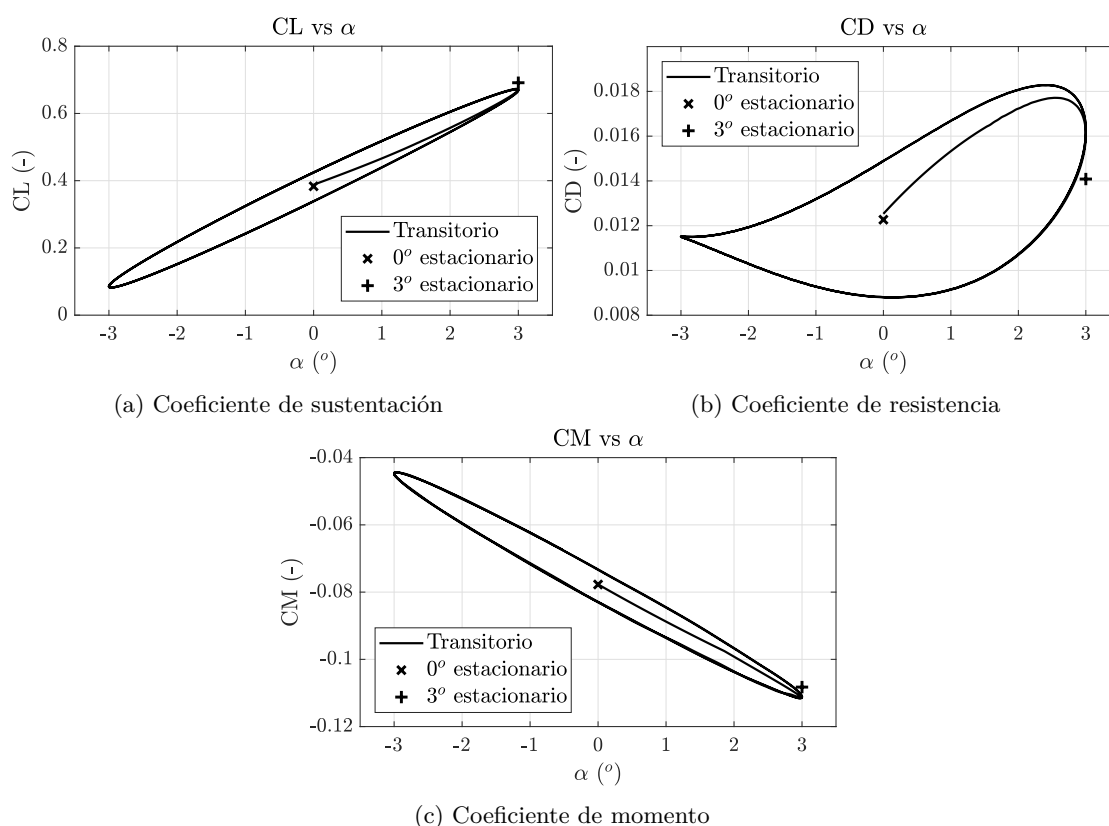 CL vs α
0.8
0.6
0.4
0.2
0
CL (-)
Transitorio
0º estacionario
3º estacionario
-3 -2 -1 0 1 2 3
α (º)
(a) Coeficiente de sustentación
CD vs α
0.018
0.016
0.014
0.012
0.01
0.008
CD (-)
Transitorio
0º estacionario
3º estacionario
-3 -2 -1 0 1 2 3
α (º)
(b) Coeficiente de resistencia
CM vs α
-0.04
-0.06
-0.08
-0.1
-0.12
CM (-)
Transitorio
0º estacionario
3º estacionario
-3 -2 -1 0 1 2 3
α (º)
(c) Coeficiente de momento